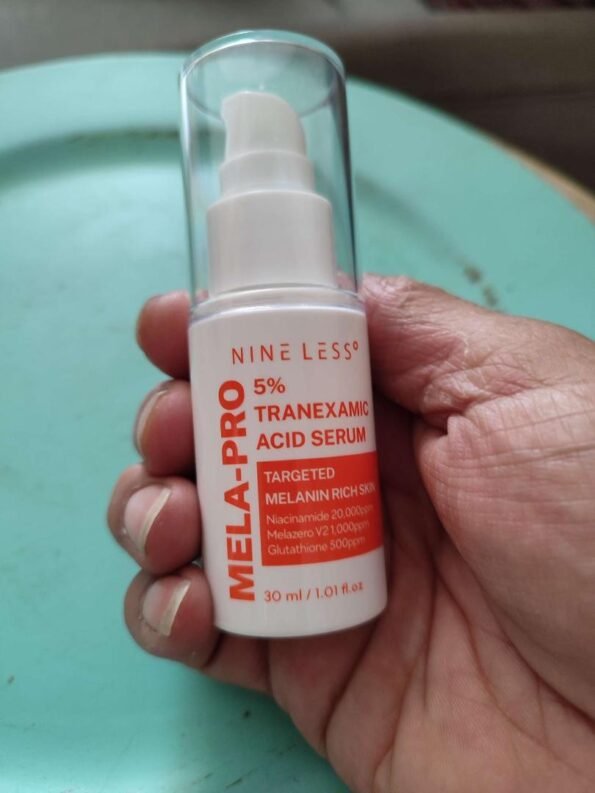 NINE LESS°
MELA-PRO
5%
TRANEXAMIC
ACID SERUM
TARGETED
MELANIN RICH SKIN
Niacinamide 20,000ppm
Melazero V2 1,000ppm
Glutathione 500ppm
30 ml / 1.01 fl.oz